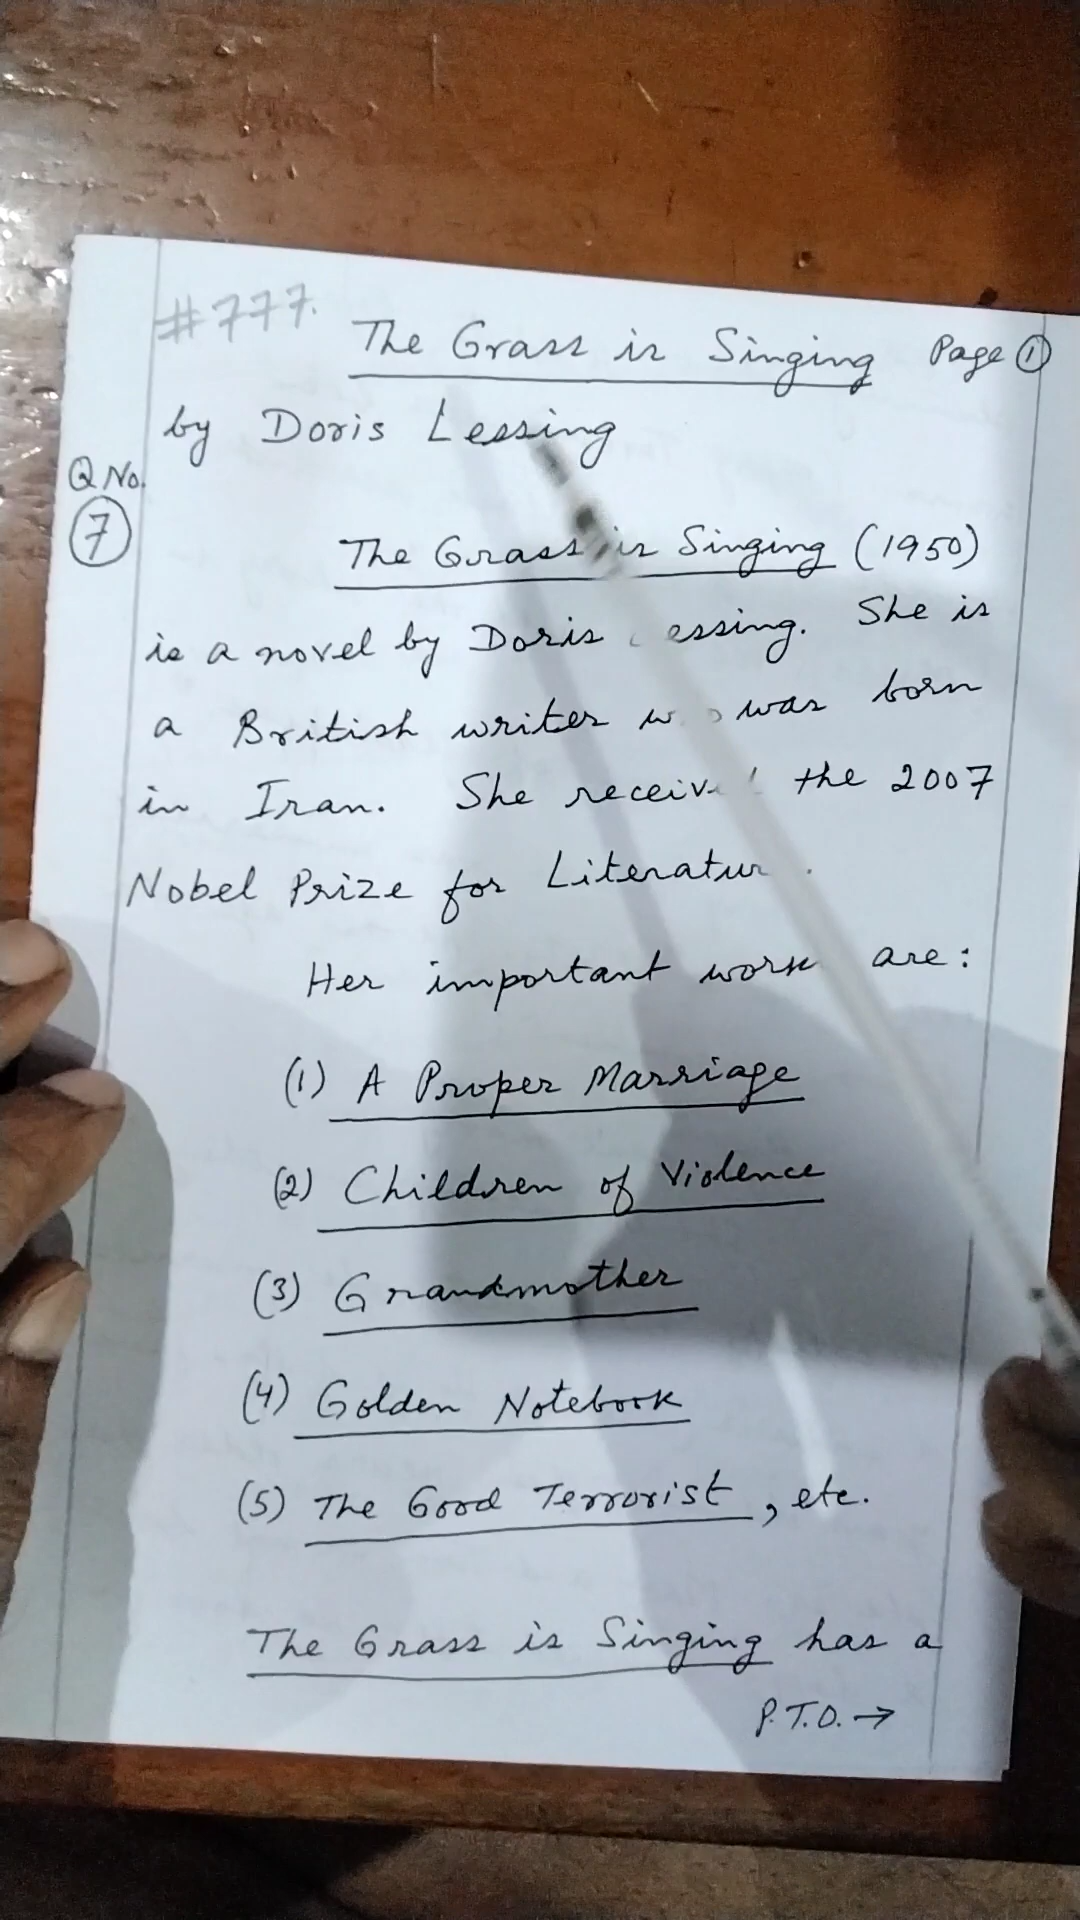 #777.
The Grass is Singing Page ①
by Doris Lessing
Q No.
⑦
The Grass is Singing (1950)
is a novel by Doris essing. She is
a British writer w o was born
in Iran. She receiv the 2007
Nobel Prize for Literatur .
Her important work are:
(1) A Proper Marriage
(2) Children of Violence
(3) Grandmother
(4) Golden Notebook
(5) The Good Terrorist, etc.
The Grass is Singing has a
P.T.O. →